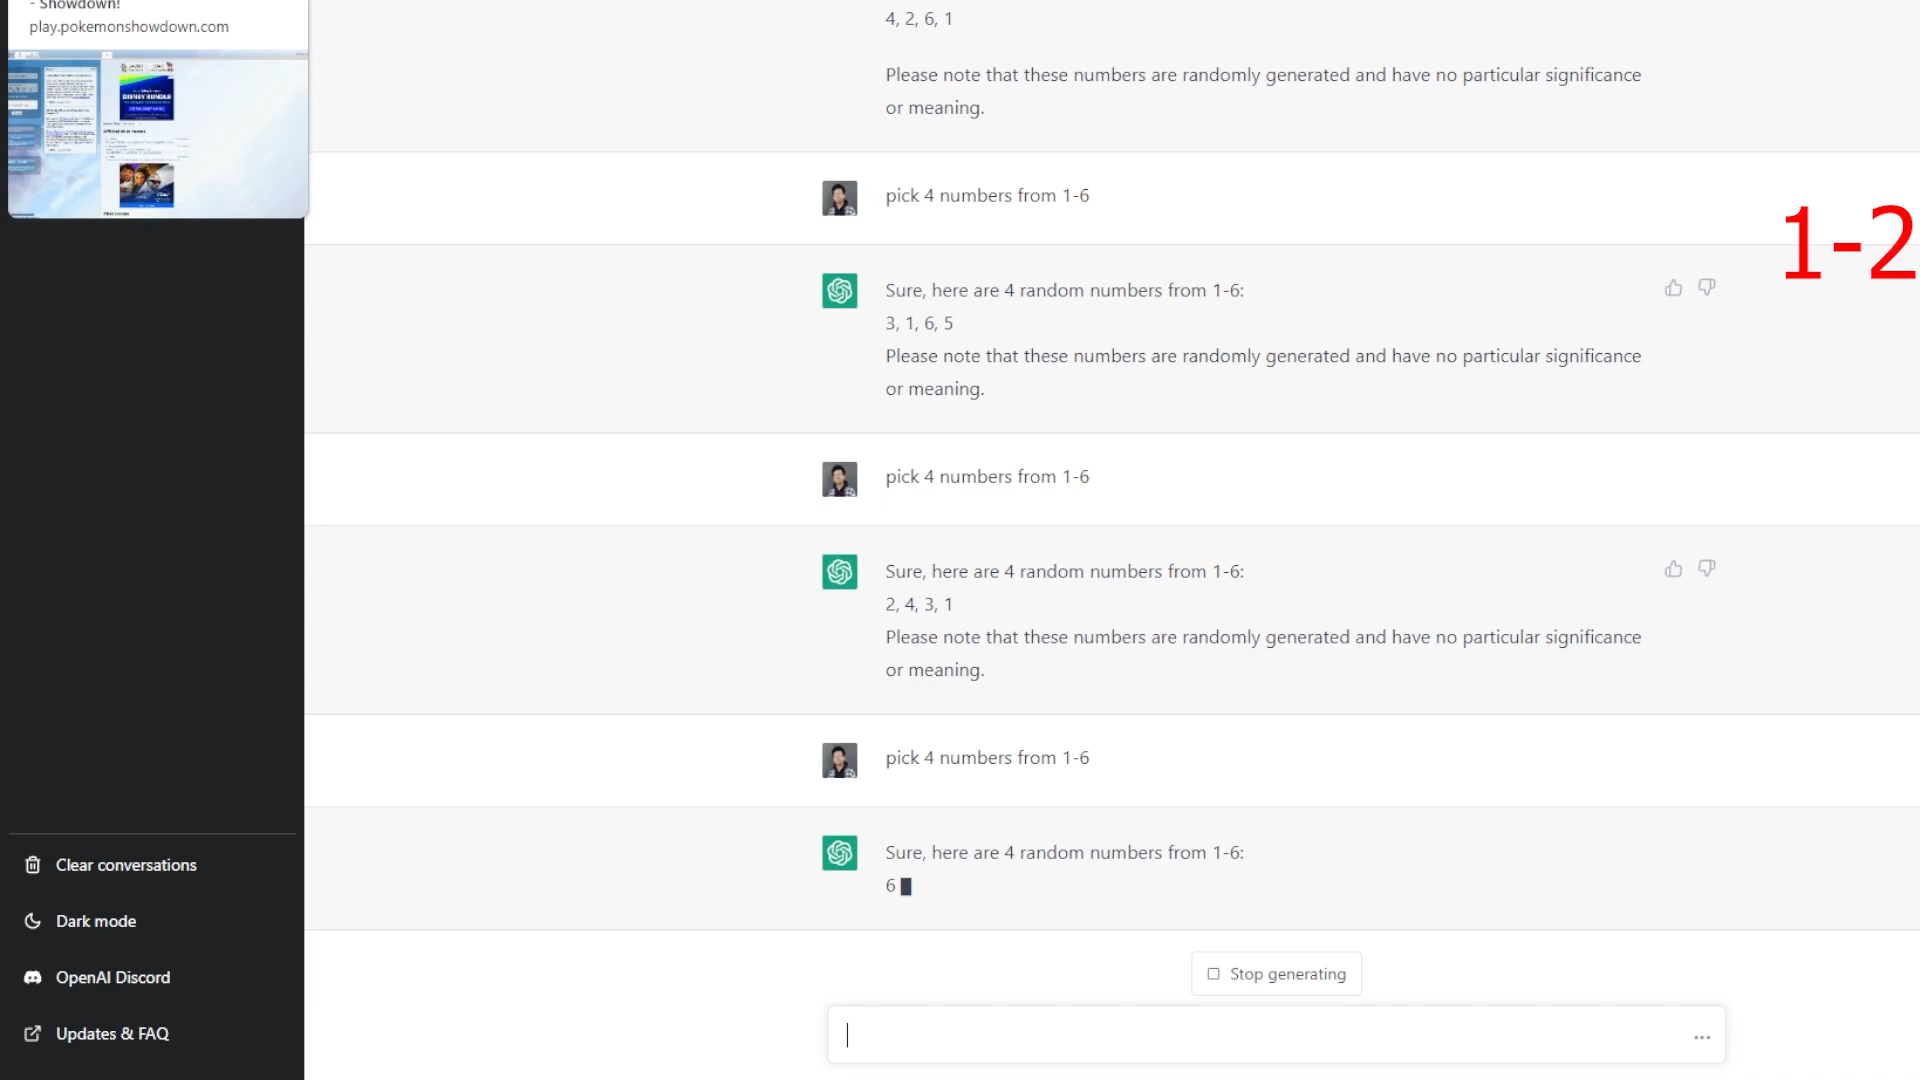 - Showdown!
play.pokemonshowdown.com
DISNEY BUNDLE
4, 2, 6, 1
Please note that these numbers are randomly generated and have no particular significance
or meaning.
pick 4 numbers from 1-6
1-2
Sure, here are 4 random numbers from 1-6:
3, 1, 6, 5
Please note that these numbers are randomly generated and have no particular significance
or meaning.
pick 4 numbers from 1-6
Sure, here are 4 random numbers from 1-6:
2, 4, 3, 1
Please note that these numbers are randomly generated and have no particular significance
or meaning.
pick 4 numbers from 1-6
Sure, here are 4 random numbers from 1-6:
6
Clear conversations
Dark mode
OpenAI Discord
Updates & FAQ
Stop generating